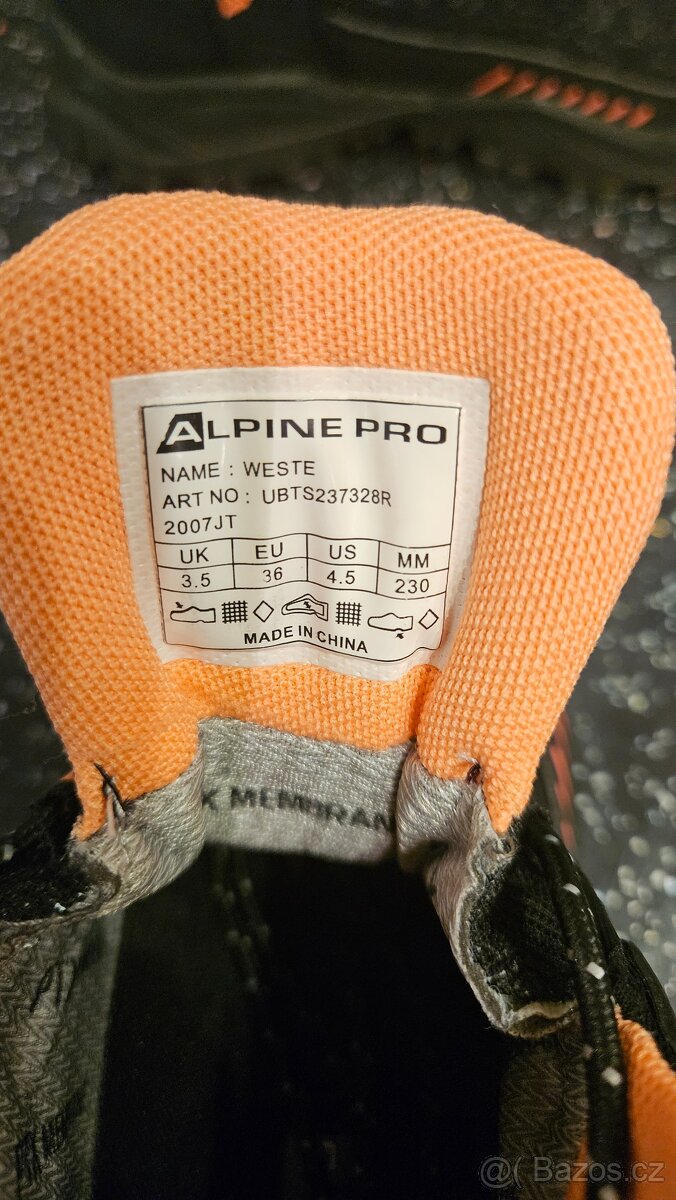 ALPINE PRO
NAME : WESTE
ART NO : UBTS237328R
2007JT
UK EU US MM
3.5 36 4.5 230
MADE IN CHINA
X MEMBRAN
@( Bazos.cz